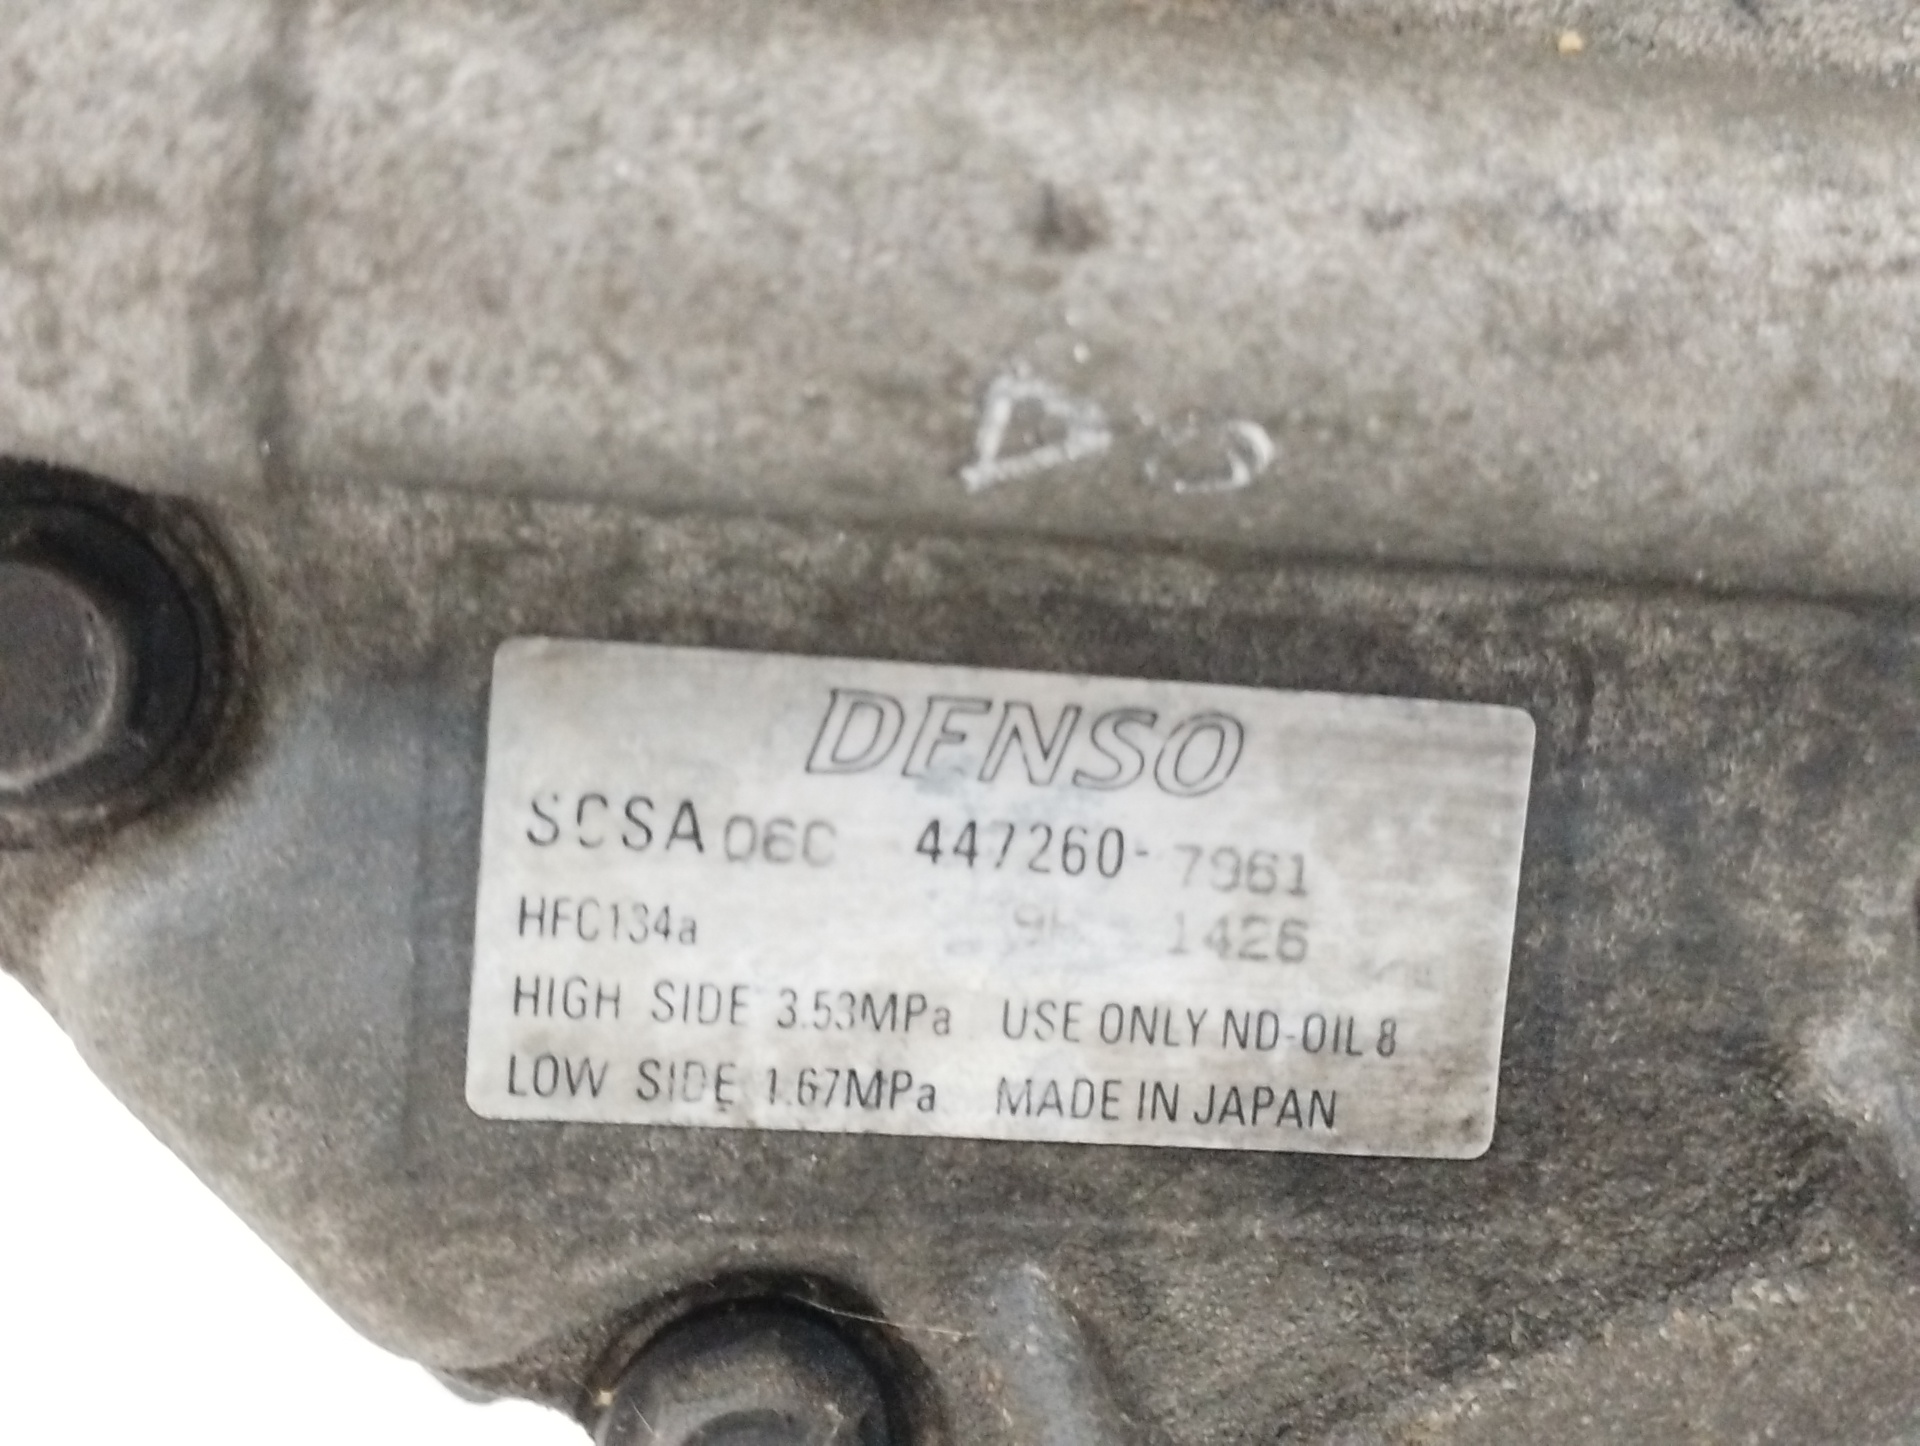 DENSO
SCSA 06C 447260-7961
HFC134a 1426
HIGH SIDE 3.53MPa USE ONLY ND-OIL 8
LOW SIDE 1.67MPa MADE IN JAPAN